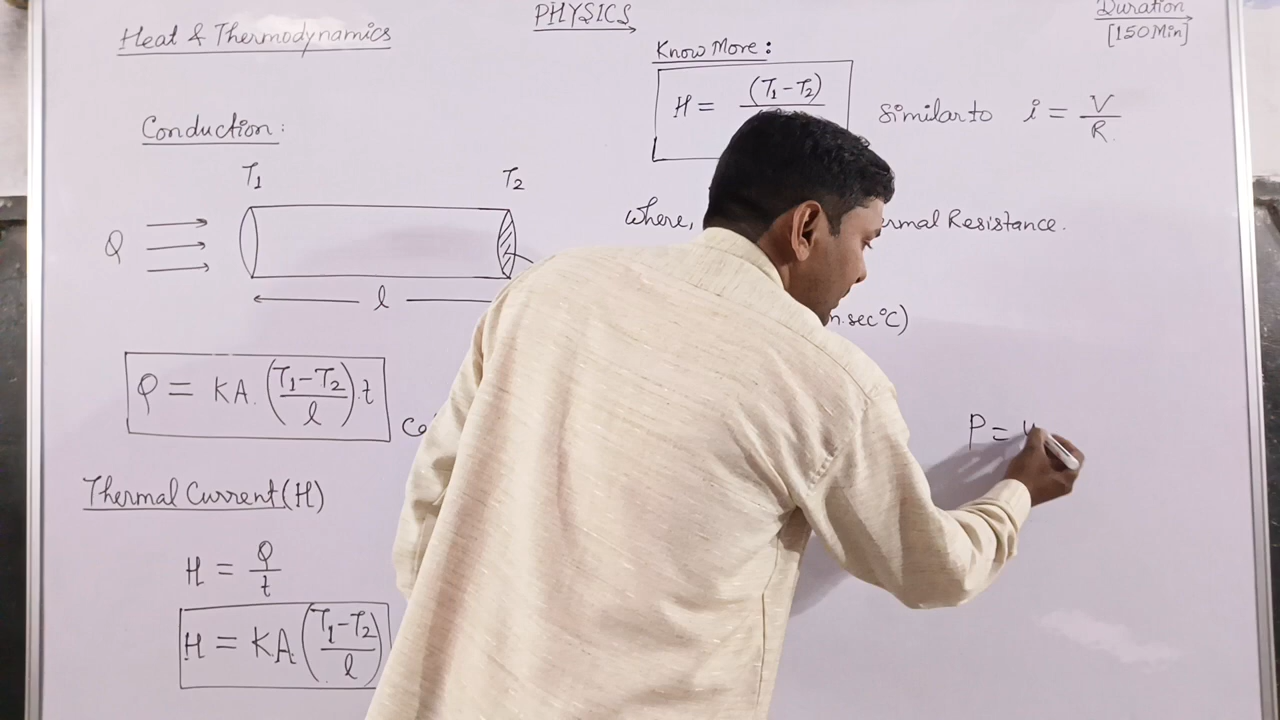 PHYSICS
Duration
[150 Min]
Heat & Thermodynamics
Conduction:
T₁
T₂
Q
l
Q = KA.(T₁-T₂/l).t
Thermal Current (H)
H = Q/t
H = KA(T₁-T₂/l)
Know More:
H = (T₁-T₂)
Similar to i = V/R
Where, Resistance.
sec°C)
P =